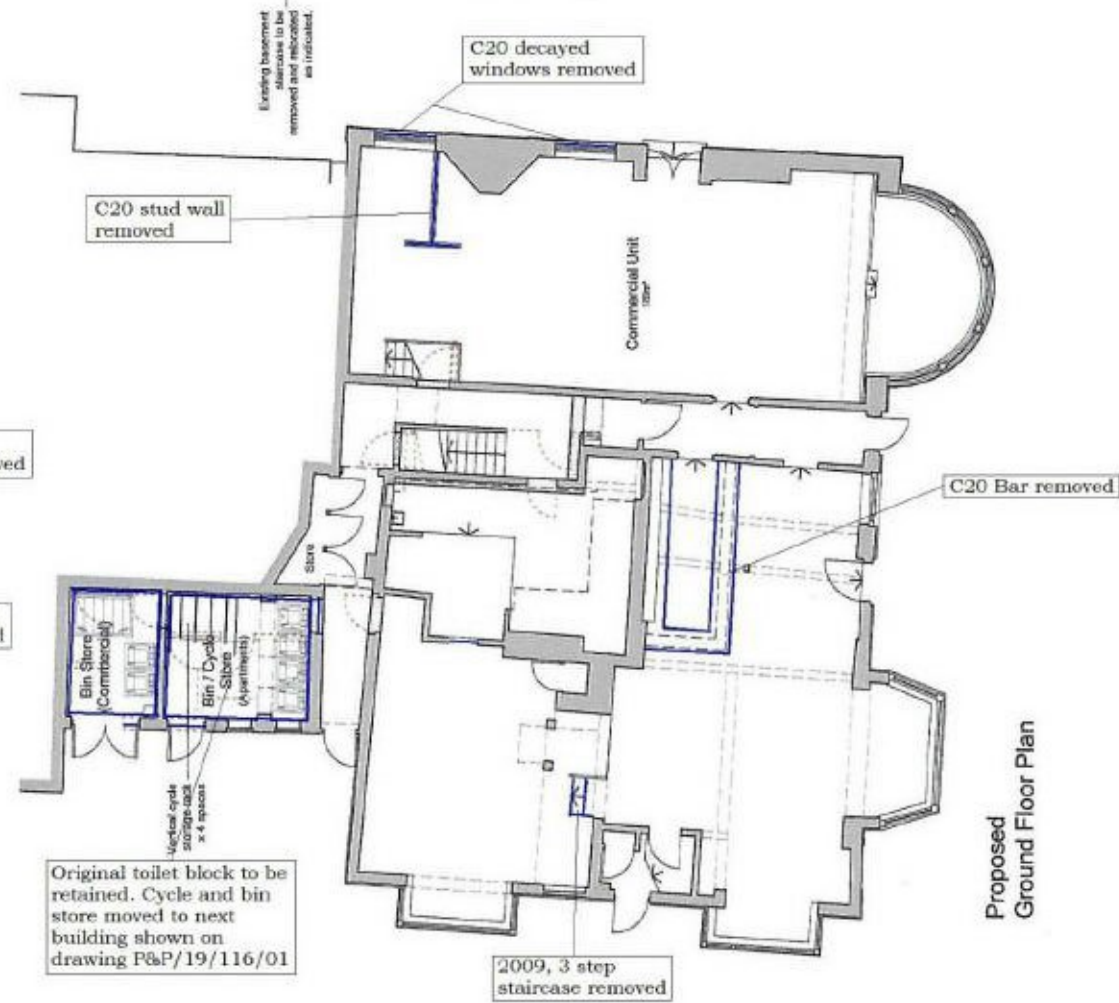 Existing basement
staircase to be
removed and relocated
as indicated.
C20 decayed
windows removed
C20 stud wall
removed
Commercial Unit
C20 Bar removed
Store
Bin Store
(Commercial)
Bin / Cycle
Store
(Apartments)
Vertical cycle
storage rack
x 4 spaces
Original toilet block to be
retained. Cycle and bin
store moved to next
building shown on
drawing P&P/19/116/01
2009, 3 step
staircase removed
Proposed
Ground Floor Plan